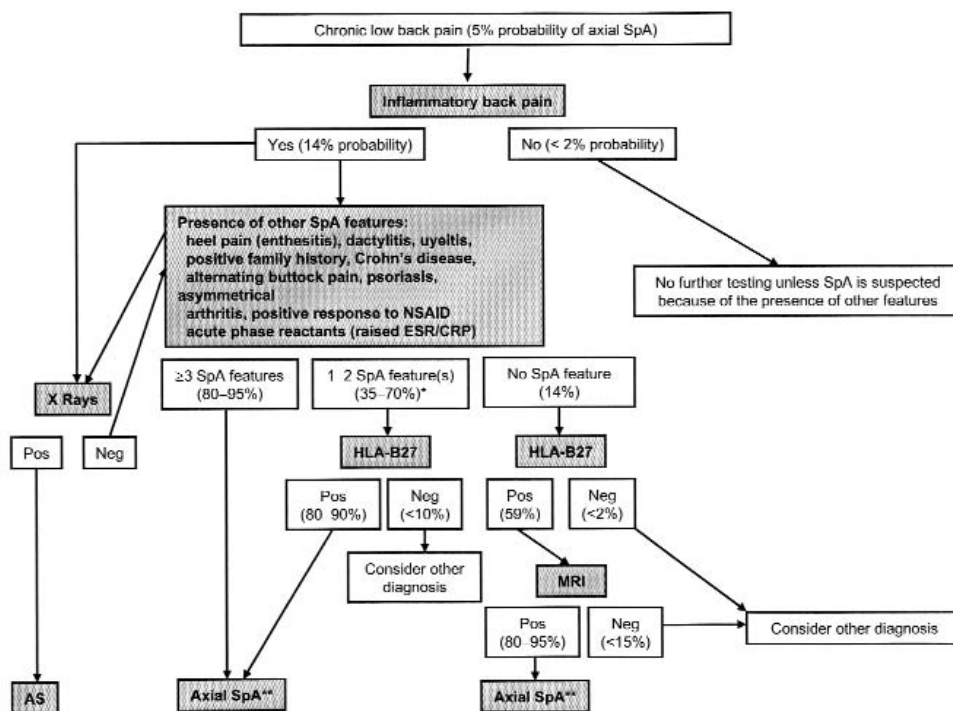 Chronic low back pain (5% probability of axial SpA)
Inflammatory back pain
Yes (14% probability)
No (< 2% probability)
Presence of other SpA features:
heel pain (enthesitis), dactylitis, uyeltis,
positive family history, Crohn's disease,
alternating buttock pain, psoriasis,
asymmetrical
arthritis, positive response to NSAID
acute phase reactants (raised ESR/CRP)
No further testing unless SpA is suspected
because of the presence of other features
X Rays
≥3 SpA features
(80–95%)
1 2 SpA feature(s)
(35–70%)*
No SpA feature
(14%)
Pos
Neg
HLA-B27
HLA-B27
Pos
(80 90%)
Neg
(<10%)
Pos
(59%)
Neg
(<2%)
Consider other
diagnosis
MRI
Pos
(80–95%)
Neg
(<15%)
Consider other diagnosis
AS
Axial SpA**
Axial SpA**